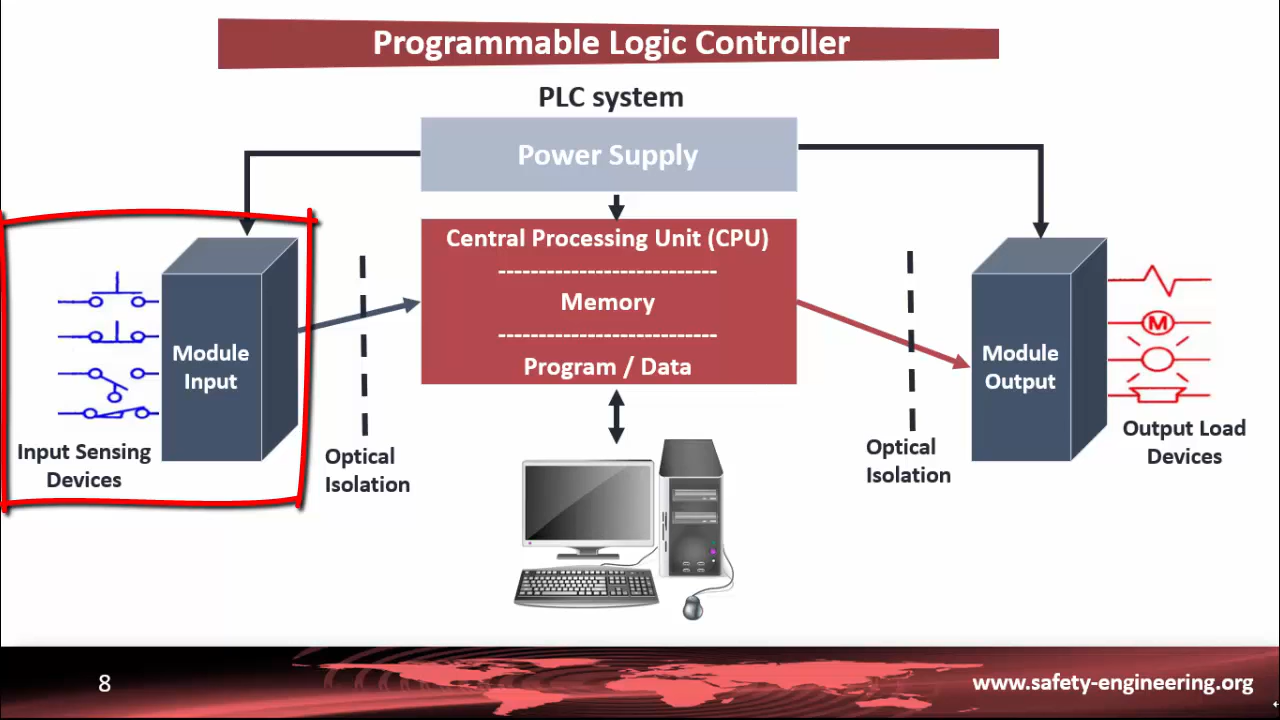 Programmable Logic Controller
PLC system
Power Supply
Central Processing Unit (CPU)
---------------------------
Memory
---------------------------
Program / Data
Module
Input
Input Sensing
Devices
Optical
Isolation
Optical
Isolation
Module
Output
M
Output Load
Devices
8
www.safety-engineering.org